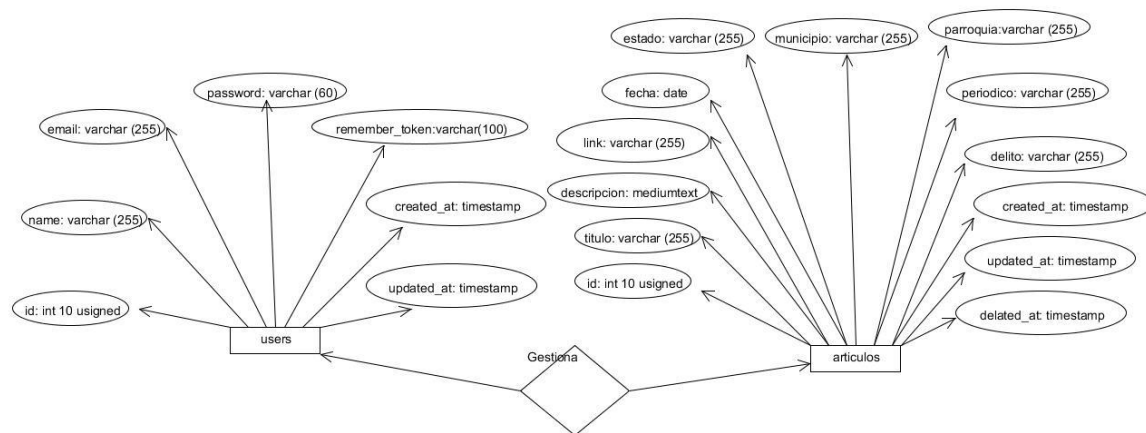 estado: varchar (255)
municipio: varchar (255)
parroquia:varchar (255)
password: varchar (60)
fecha: date
periodico: varchar (255)
email: varchar (255)
remember_token:varchar(100)
link: varchar (255)
delito: varchar (255)
descripcion: mediumtext
created_at: timestamp
created_at: timestamp
name: varchar (255)
titulo: varchar (255)
updated_at: timestamp
id: int 10 usigned
updated_at: timestamp
id: int 10 usigned
delated_at: timestamp
users
Gestiona
articulos